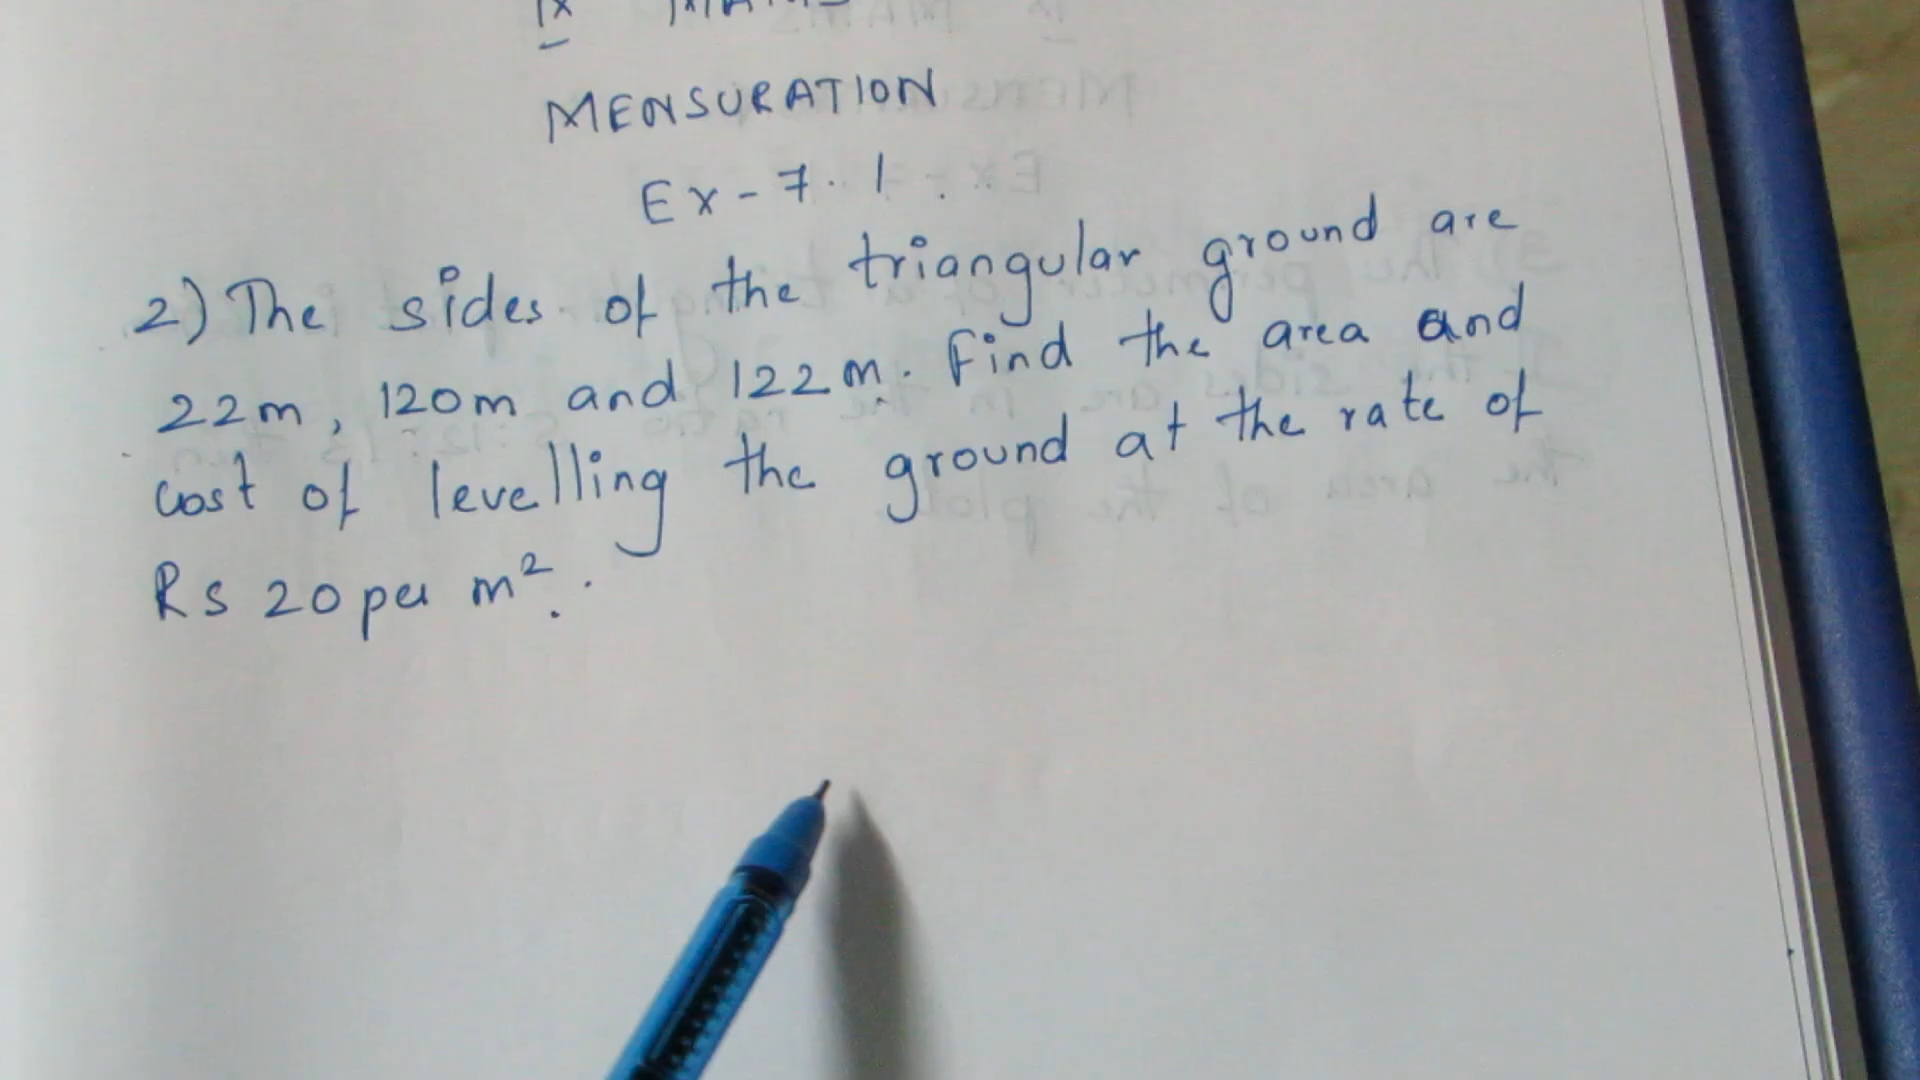 MENSURATION
Ex - 7.1.
2) The sides of the triangular ground are
22m, 120m and 122m. Find the area and
cost of levelling the ground at the rate of
Rs 20 per m².